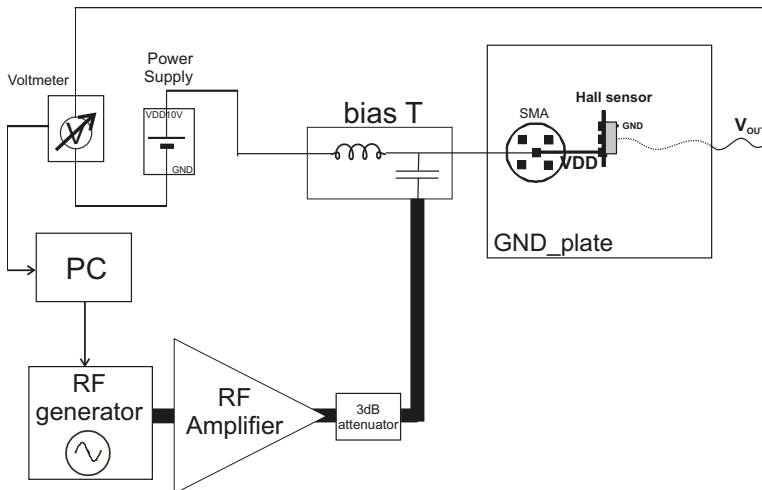 Voltmeter
V
Power
Supply
VDD10V
GND
bias T
SMA
Hall sensor
GND
VDD
VOUT
GND_plate
PC
RF
generator
RF
Amplifier
3dB
attenuator